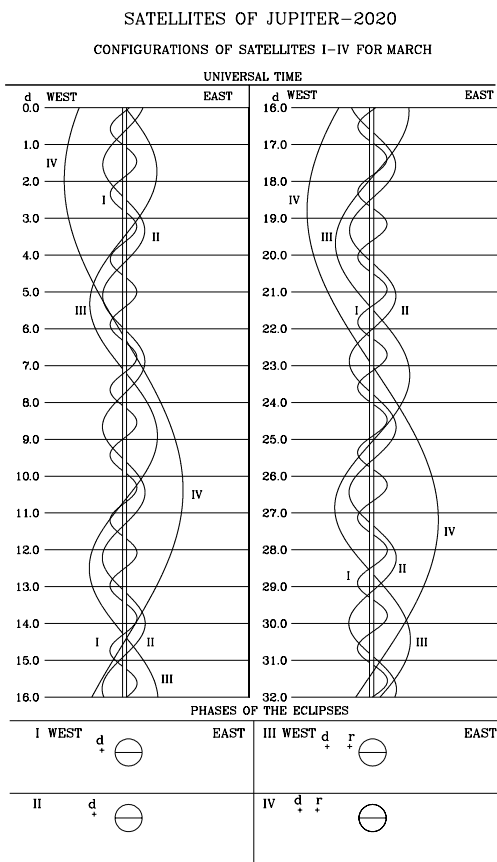 SATELLITES OF JUPITER-2020
CONFIGURATIONS OF SATELLITES I-IV FOR MARCH
UNIVERSAL TIME
d WEST EAST
0.0
1.0
IV
2.0
I
3.0
II
4.0
5.0
III
6.0
7.0
8.0
9.0
10.0
IV
11.0
12.0
13.0
14.0
I II
15.0
III
16.0
d WEST EAST
16.0
17.0
18.0
IV
19.0
III
20.0
21.0
I II
22.0
23.0
24.0
25.0
26.0
27.0
IV
28.0
I II
29.0
30.0
III
31.0
32.0
PHASES OF THE ECLIPSES
I WEST EAST
d
III WEST EAST
d r
II
d
IV
d r